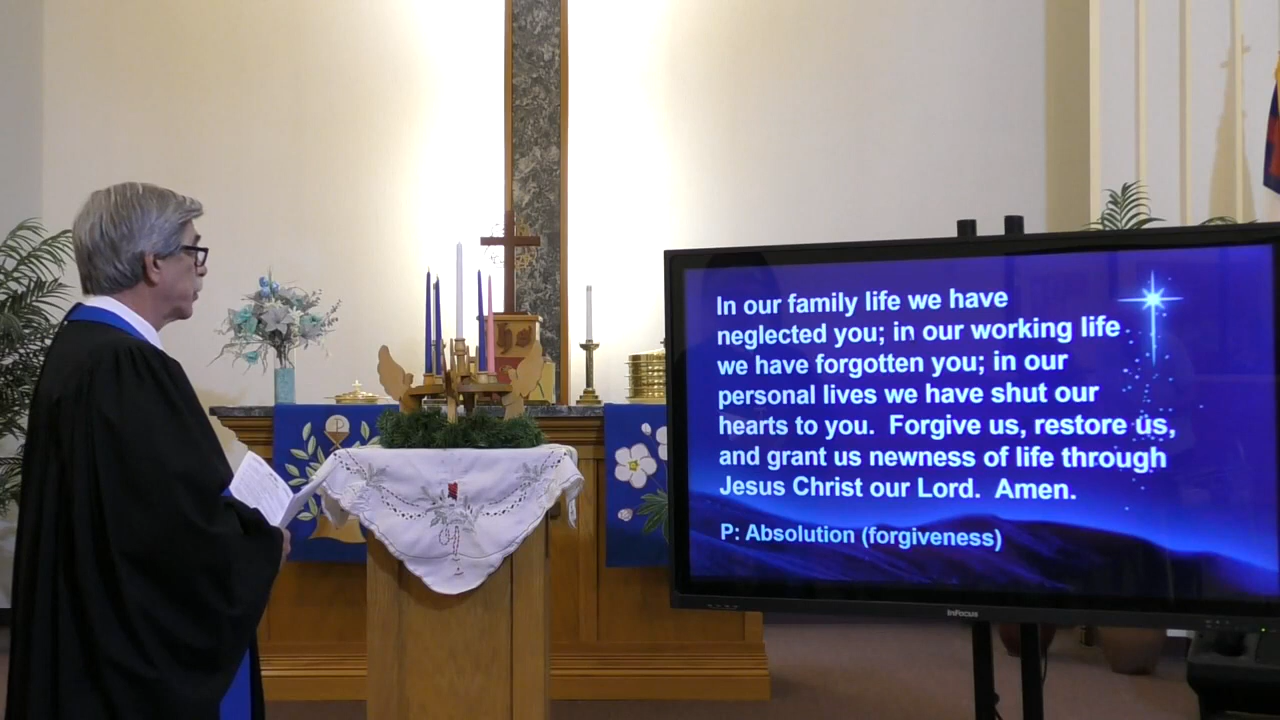 In our family life we have
neglected you; in our working life
we have forgotten you; in our
personal lives we have shut our
hearts to you.  Forgive us, restore us,
and grant us newness of life through
Jesus Christ our Lord.  Amen.
P: Absolution (forgiveness)
InFocus